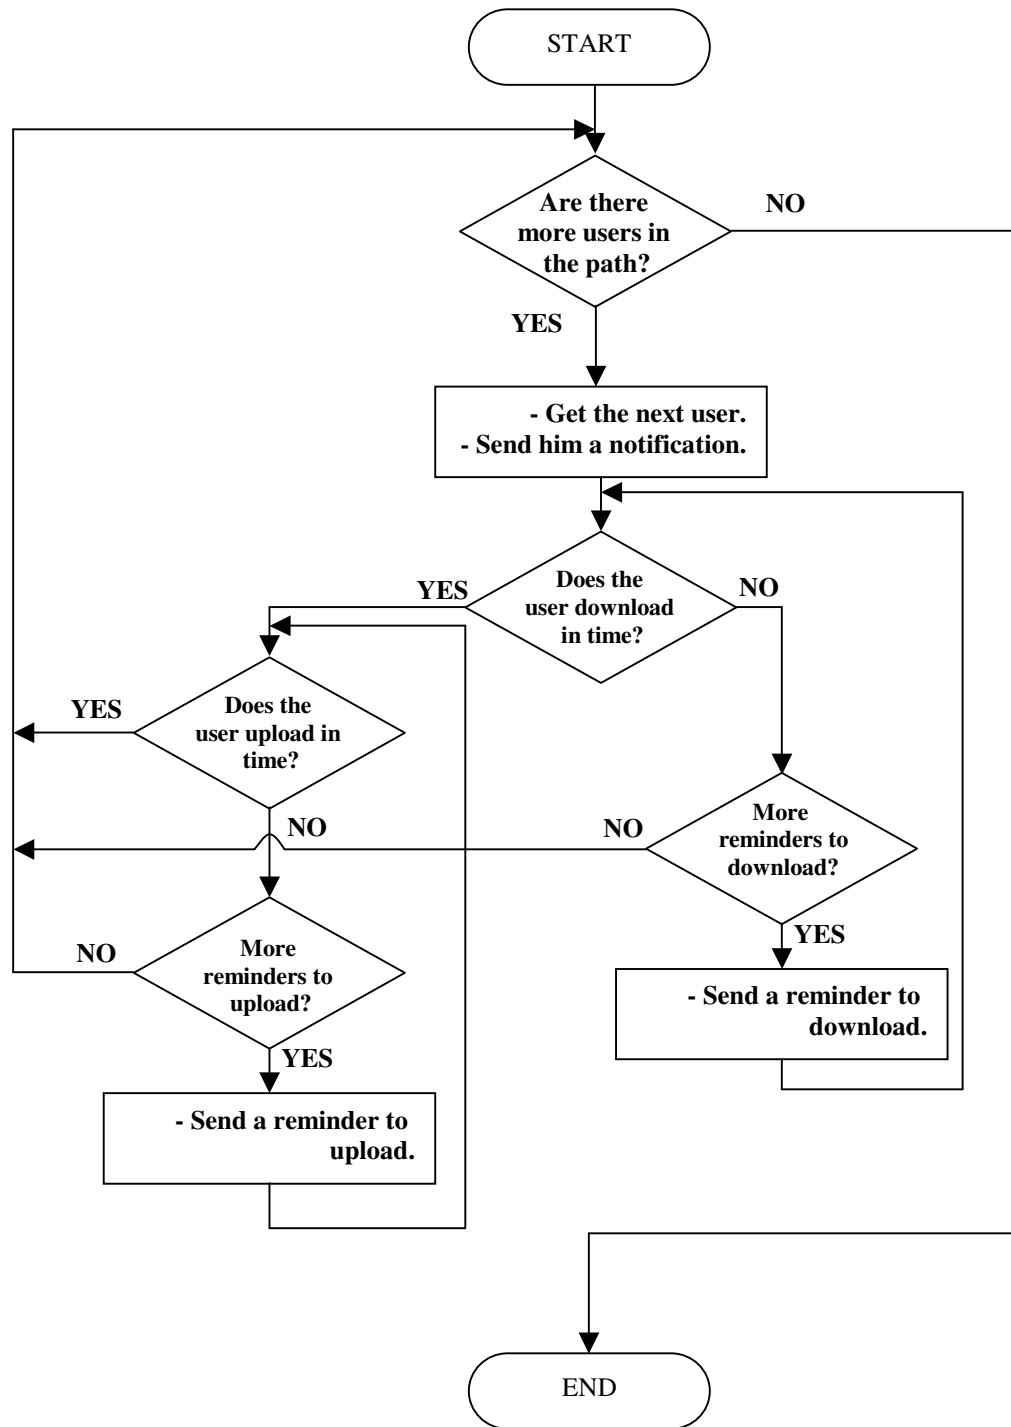 START
Are there
more users in
the path?
NO
YES
- Get the next user.
- Send him a notification.
YES
Does the
user download
in time?
NO
YES
Does the
user upload in
time?
NO
NO
More
reminders to
download?
NO
More
reminders to
upload?
YES
- Send a reminder to
download.
YES
- Send a reminder to
upload.
END